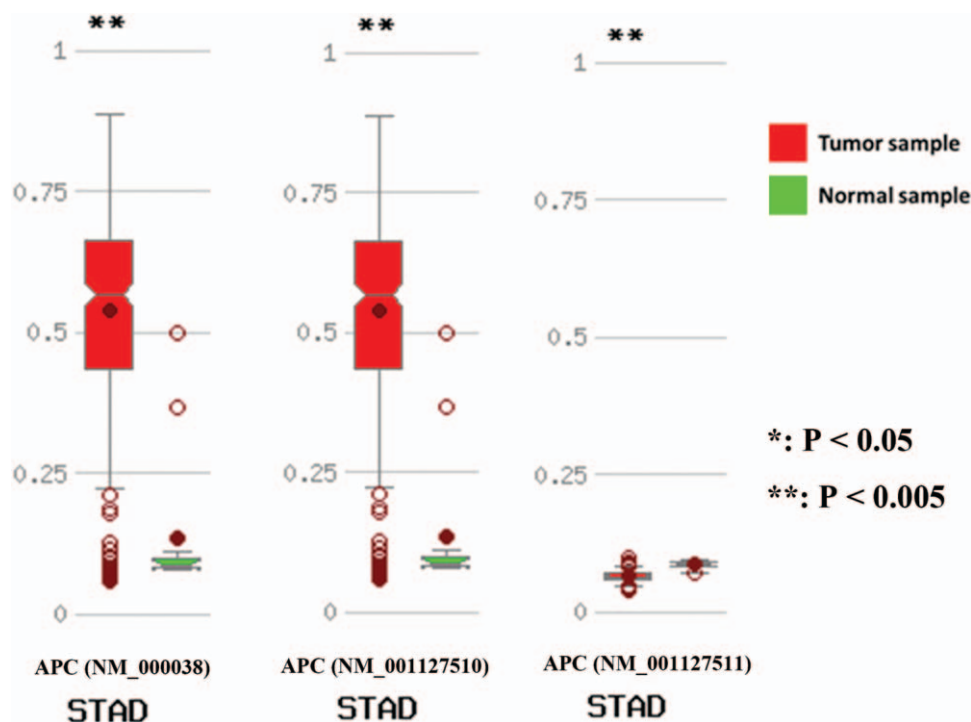 ** ** **
1 1 1
0.75 0.75 0.75
0.5 0.5 0.5
0.25 0.25 0.25
0 0 0
APC (NM_000038) APC (NM_001127510) APC (NM_001127511)
STAD STAD STAD
Tumor sample
Normal sample
*: P < 0.05
**: P < 0.005